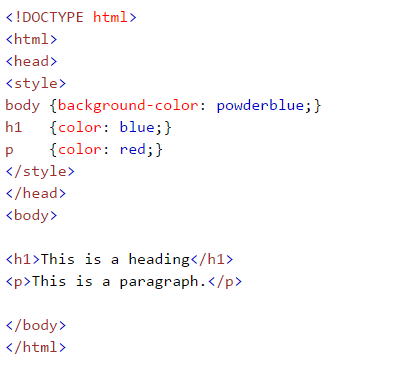 <!DOCTYPE html>
<html>
<head>
<style>
body {background-color: powderblue;}
h1   {color: blue;}
p    {color: red;}
</style>
</head>
<body>

<h1>This is a heading</h1>
<p>This is a paragraph.</p>

</body>
</html>